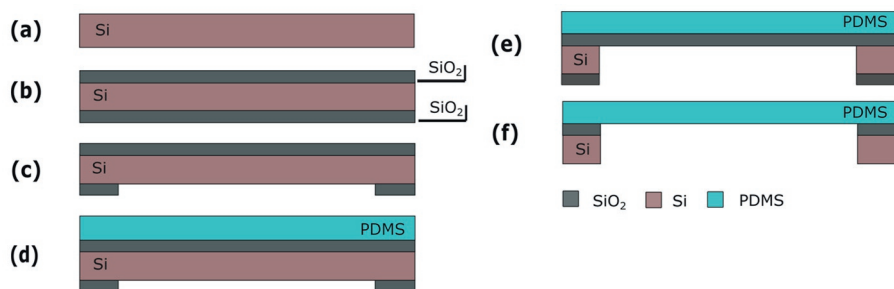 (a)
Si
(b)
Si
SiO₂
SiO₂
(c)
Si
(d)
PDMS
Si
(e)
PDMS
Si
(f)
PDMS
Si
SiO₂ Si PDMS